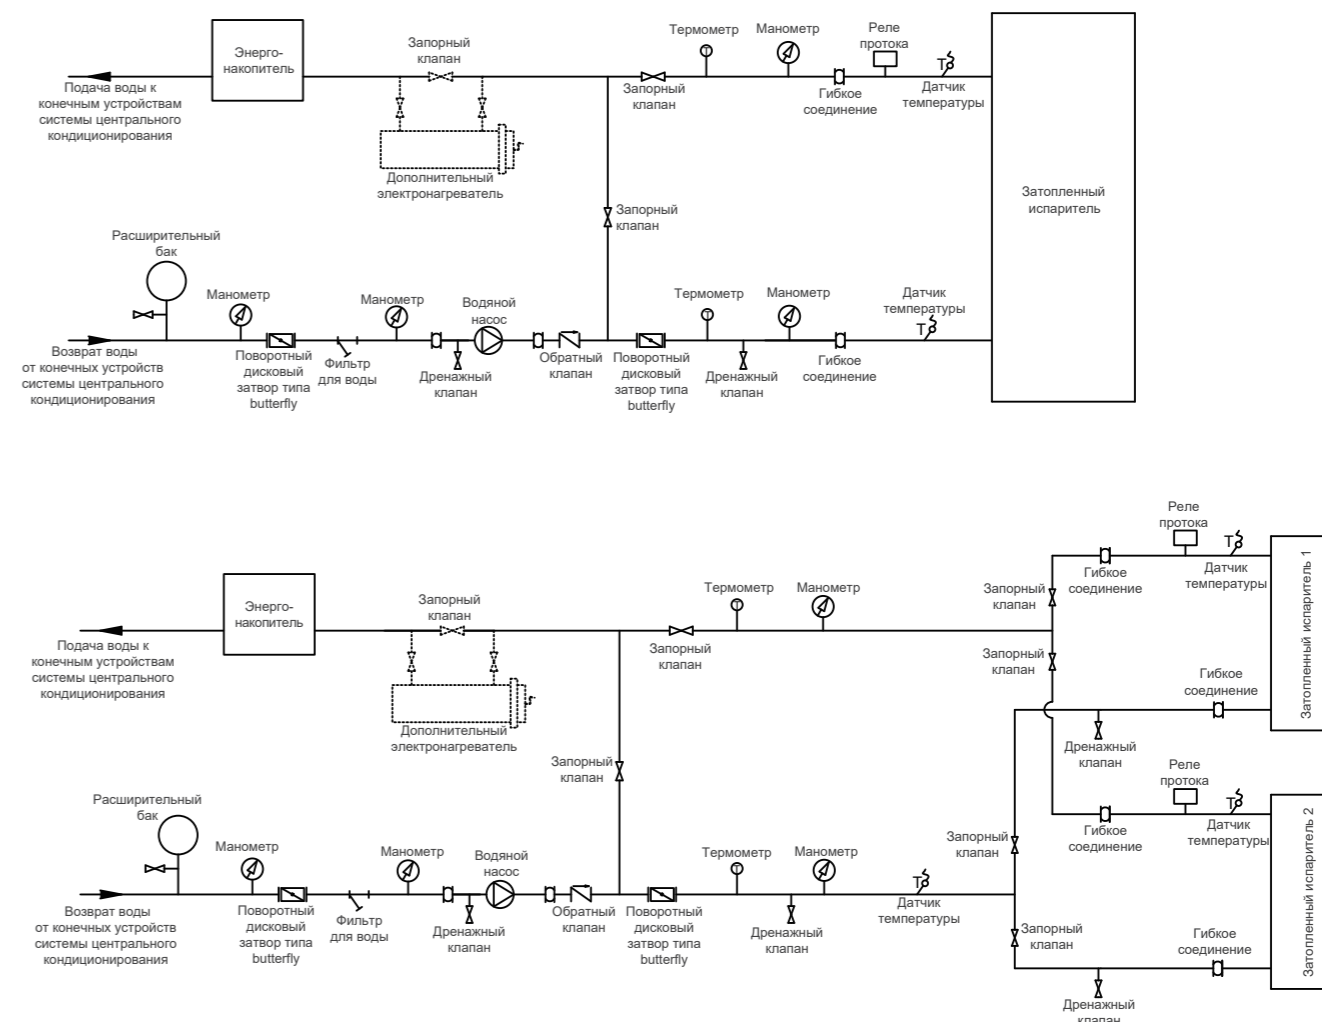 Энерго-
накопитель
Запорный
клапан
Термометр
Манометр
Реле
протока
T
T
Подача воды к
конечным устройствам
системы центрального
кондиционирования
Запорный
клапан
Гибкое
соединение
Датчик
температуры
Дополнительный
электронагреватель
Затопленный
испаритель
Запорный
клапан
Расширительный
бак
Манометр
Манометр
Водяной
насос
Термометр
Манометр
Датчик
температуры
T
T
Возврат воды
от конечных устройств
системы центрального
кондиционирования
Поворотный
дисковый
затвор типа
butterfly
Фильтр
для воды
Дренажный
клапан
Обратный
клапан
Поворотный
дисковый
затвор типа
butterfly
Дренажный
клапан
Гибкое
соединение
Реле
протока
T
Гибкое
соединение
Датчик
температуры
Затопленный испаритель 1
Энерго-
накопитель
Запорный
клапан
Термометр
Манометр
T
Запорный
клапан
Запорный
клапан
Запорный
клапан
Подача воды к
конечным устройствам
системы центрального
кондиционирования
Дополнительный
электронагреватель
Гибкое
соединение
Дренажный
клапан
Запорный
клапан
Реле
протока
T
Гибкое
соединение
Датчик
температуры
Затопленный испаритель 2
Расширительный
бак
Манометр
Манометр
Водяной
насос
Термометр
Манометр
Запорный
клапан
T
T
Возврат воды
от конечных устройств
системы центрального
кондиционирования
Поворотный
дисковый
затвор типа
butterfly
Фильтр
для воды
Дренажный
клапан
Обратный
клапан
Поворотный
дисковый
затвор типа
butterfly
Дренажный
клапан
Датчик
температуры
Запорный
клапан
Гибкое
соединение
Дренажный
клапан